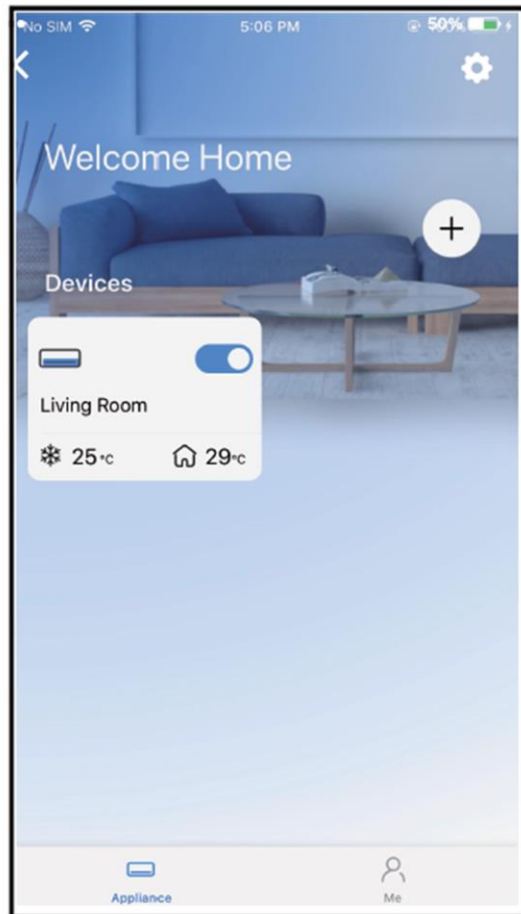 No SIM 5:06 PM 50%
Welcome Home
+
Devices
Living Room
25°C 29°C
Appliance Me